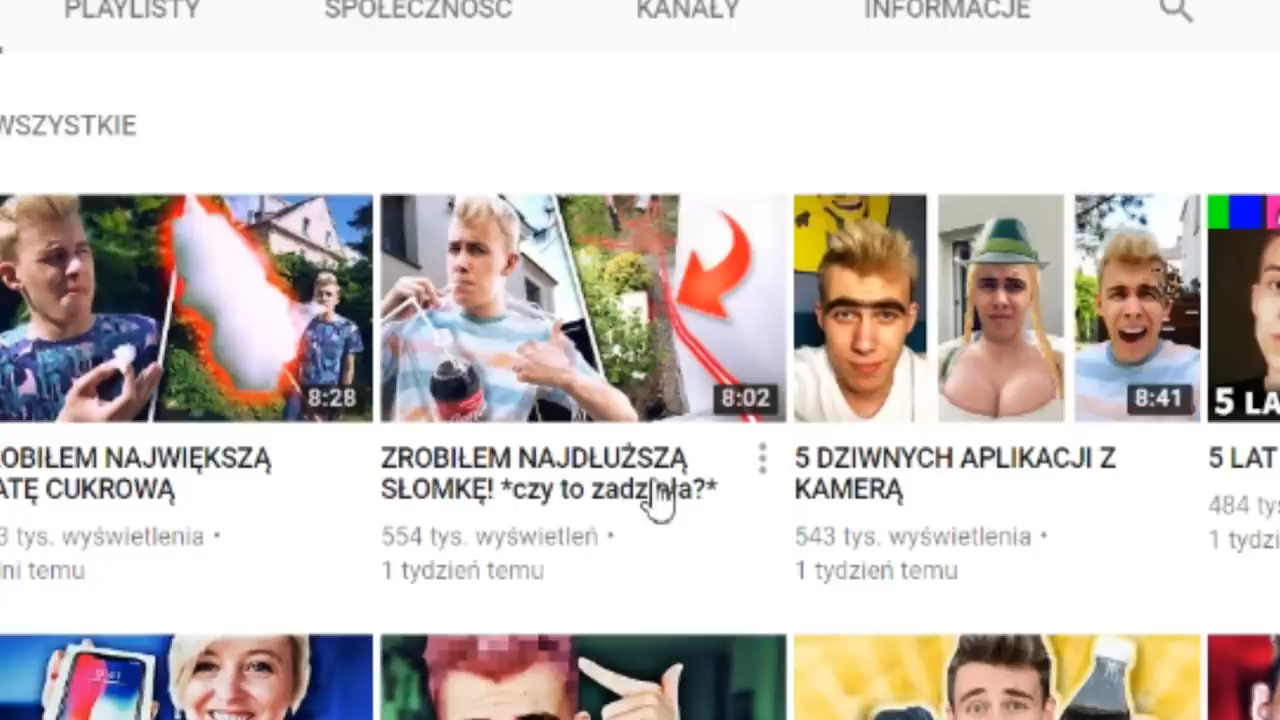 PLAYLISTY SPOŁECZNOŚĆ KANAŁY INFORMACJE
WSZYSTKIE
8:28 8:02 8:41 5 LA
OBIŁEM NAJWIĘKSZĄ
ATĘ CUKROWĄ
ZROBIŁEM NAJDŁUŻSZĄ
SŁOMKĘ! *czy to zadziała?*
5 DZIWNYCH APLIKACJI Z
KAMERĄ
5 LAT
3 tys. wyświetlenia •
ni temu
554 tys. wyświetleń •
1 tydzień temu
543 tys. wyświetlenia •
1 tydzień temu
484 tys
1 tydzi